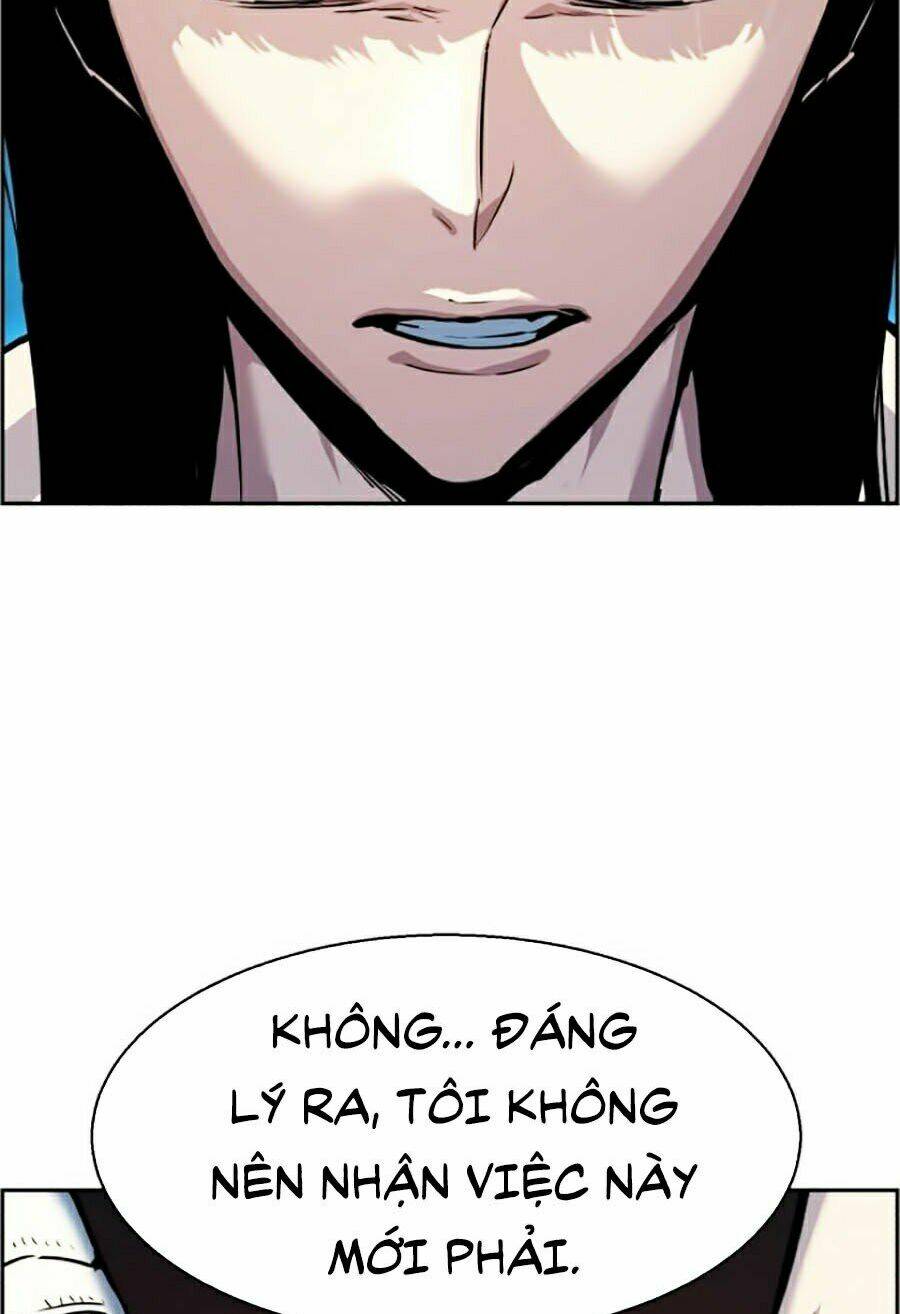 KHÔNG... ĐÁNG
LÝ RA, TÔI KHÔNG
NÊN NHẬN VIỆC NÀY
MỚI PHẢI.